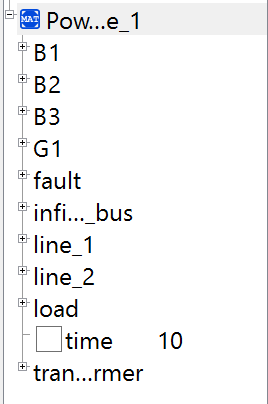 MAT Pow...e_1
B1
B2
B3
G1
fault
infi..._bus
line_1
line_2
load
time 10
tran...rmer